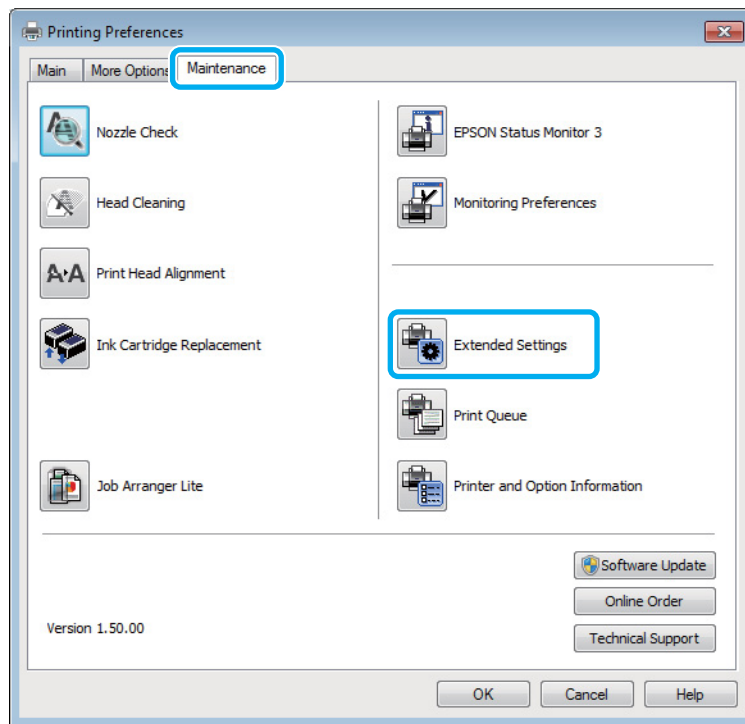 Printing Preferences
Main
More Options
Maintenance
Nozzle Check
Head Cleaning
A A Print Head Alignment
Ink Cartridge Replacement
Job Arranger Lite
EPSON Status Monitor 3
Monitoring Preferences
Extended Settings
Print Queue
Printer and Option Information
Software Update
Online Order
Version 1.50.00
Technical Support
OK
Cancel
Help